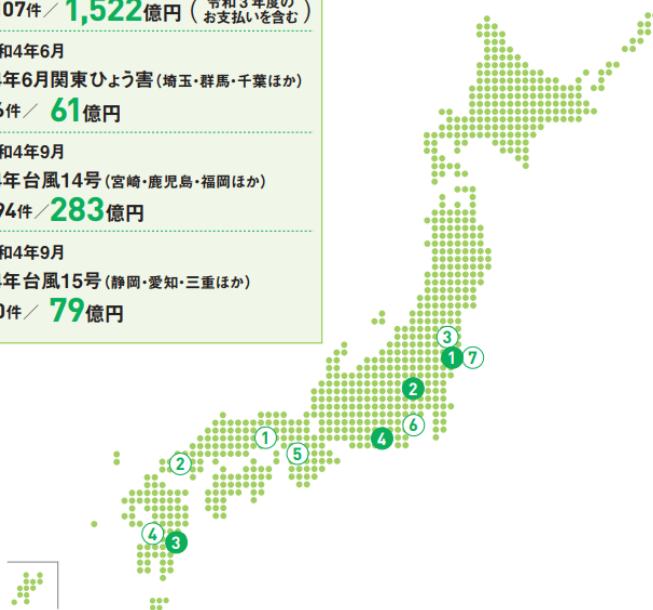 107件／1,522億円（令和3年度のお支払いを含む）
和4年6月
年6月関東ひょう害（埼玉・群馬・千葉ほか）
件／61億円
和4年9月
年台風14号（宮崎・鹿児島・福岡ほか）
94件／283億円
和4年9月
年台風15号（静岡・愛知・三重ほか）
0件／79億円
3
1 7
2
6
1 4
5
2
4
3